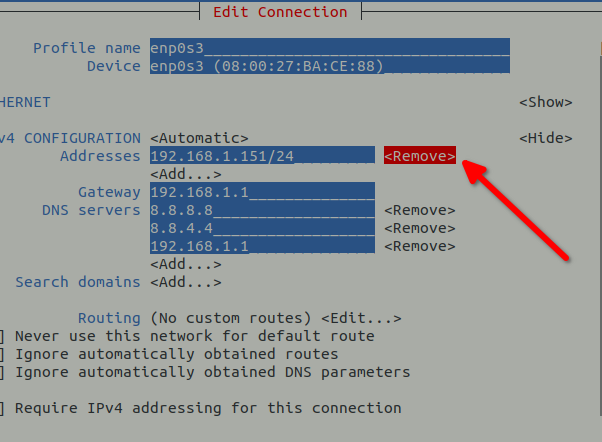 Edit Connection
Profile name enp0s3
Device enp0s3 (08:00:27:BA:CE:88)
HERNET <Show>
v4 CONFIGURATION <Automatic> <Hide>
Addresses 192.168.1.151/24 <Remove>
<Add...>
Gateway 192.168.1.1
DNS servers 8.8.8.8 <Remove>
8.8.4.4 <Remove>
192.168.1.1 <Remove>
<Add...>
Search domains <Add...>
Routing (No custom routes) <Edit...>
] Never use this network for default route
] Ignore automatically obtained routes
] Ignore automatically obtained DNS parameters
] Require IPv4 addressing for this connection